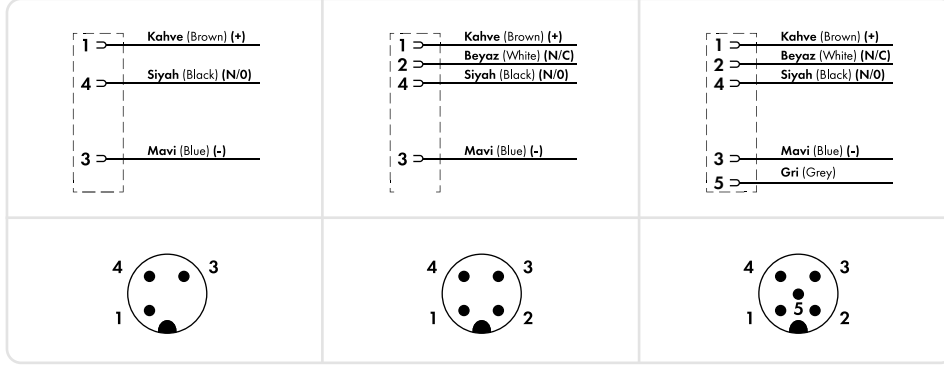 1 Kahve (Brown) (+)
4 Siyah (Black) (N/0)
3 Mavi (Blue) (-)
1 Kahve (Brown) (+)
2 Beyaz (White) (N/C)
4 Siyah (Black) (N/0)
3 Mavi (Blue) (-)
1 Kahve (Brown) (+)
2 Beyaz (White) (N/C)
4 Siyah (Black) (N/0)
3 Mavi (Blue) (-)
5 Gri (Grey)
4 3
1
4 3
1 2
4 3
5
1 2